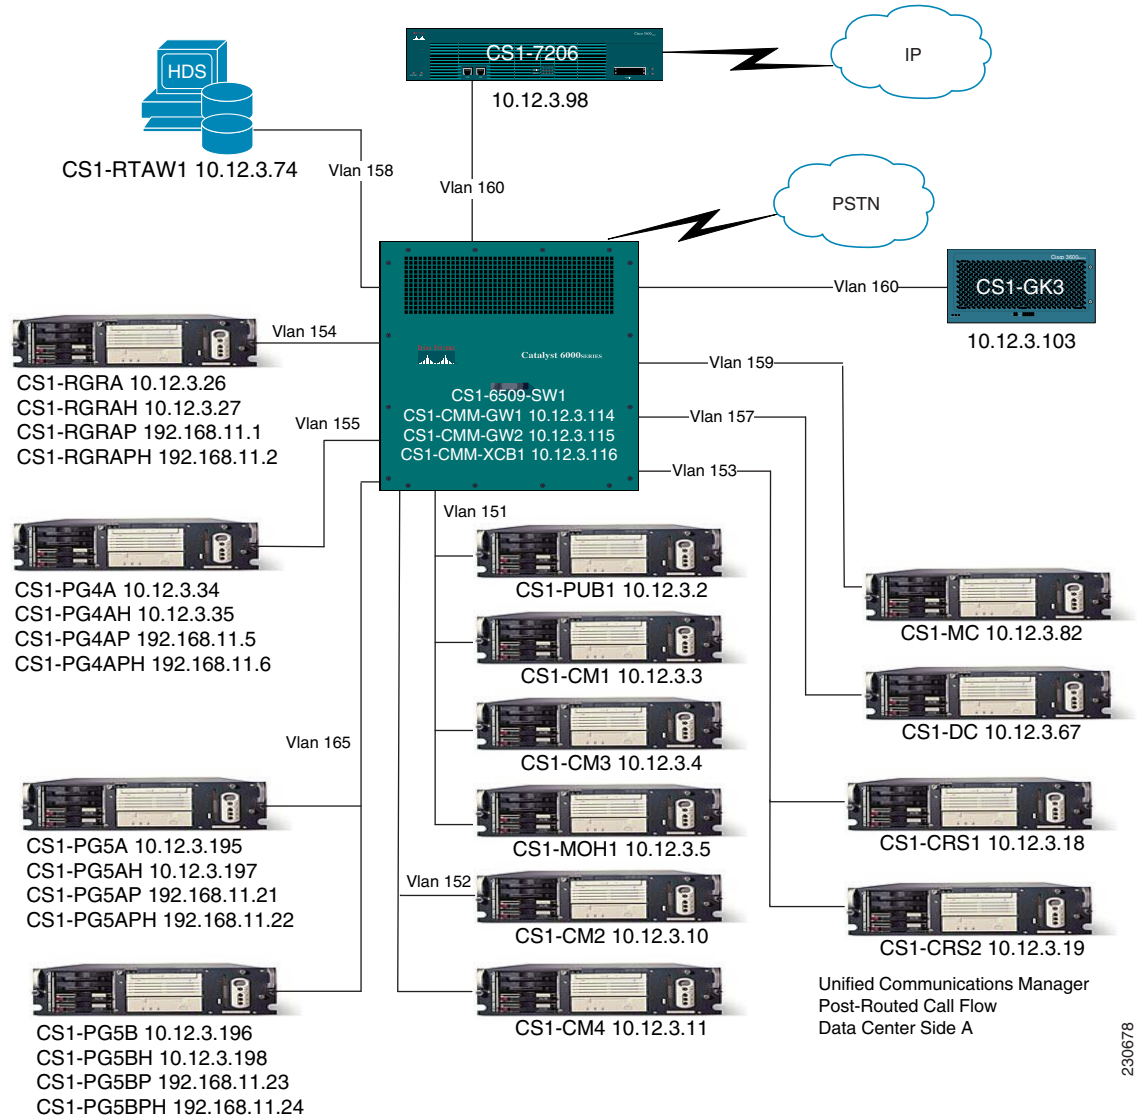 HDS
CS1-RTAW1 10.12.3.74
CS1-7206
10.12.3.98
IP
Vlan 158
Vlan 160
PSTN
Vlan 160
CS1-GK3
10.12.3.103
Vlan 154
CS1-RGRA 10.12.3.26
CS1-RGRAH 10.12.3.27
CS1-RGRAP 192.168.11.1
CS1-RGRAPH 192.168.11.2
Catalyst 6000 SERIES
CS1-6509-SW1
CS1-CMM-GW1 10.12.3.114
CS1-CMM-GW2 10.12.3.115
CS1-CMM-XCB1 10.12.3.116
Vlan 159
Vlan 157
Vlan 153
Vlan 155
CS1-PG4A 10.12.3.34
CS1-PG4AH 10.12.3.35
CS1-PG4AP 192.168.11.5
CS1-PG4APH 192.168.11.6
Vlan 151
CS1-PUB1 10.12.3.2
CS1-CM1 10.12.3.3
CS1-CM3 10.12.3.4
CS1-MOH1 10.12.3.5
CS1-MC 10.12.3.82
CS1-DC 10.12.3.67
CS1-CRS1 10.12.3.18
CS1-CRS2 10.12.3.19
Vlan 165
CS1-PG5A 10.12.3.195
CS1-PG5AH 10.12.3.197
CS1-PG5AP 192.168.11.21
CS1-PG5APH 192.168.11.22
Vlan 152
CS1-CM2 10.12.3.10
CS1-CM4 10.12.3.11
CS1-PG5B 10.12.3.196
CS1-PG5BH 10.12.3.198
CS1-PG5BP 192.168.11.23
CS1-PG5BPH 192.168.11.24
Unified Communications Manager
Post-Routed Call Flow
Data Center Side A
230678